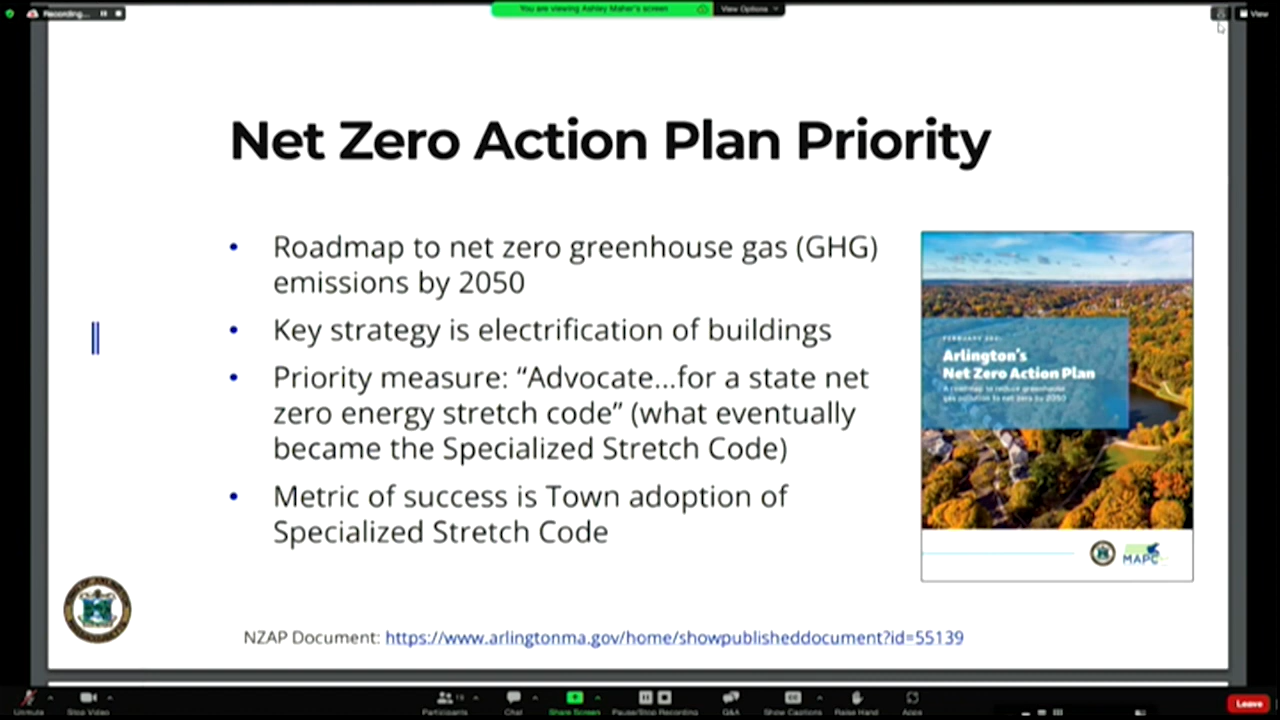 Recording...
You are viewing Ashley Maher's screen
View Options
View
Net Zero Action Plan Priority
• Roadmap to net zero greenhouse gas (GHG)
emissions by 2050
• Key strategy is electrification of buildings
• Priority measure: “Advocate...for a state net
zero energy stretch code” (what eventually
became the Specialized Stretch Code)
• Metric of success is Town adoption of
Specialized Stretch Code
Arlington's
Net Zero Action Plan
A roadmap to reduce greenhouse
gas pollution to net zero by 2050
MAPC
NZAP Document: https://www.arlingtonma.gov/home/showpublisheddocument?id=55139
Unmute
Stop Video
Participants
Chat
Share Screen
Pause/Stop Recording
Q&A
Show Captions
Raise Hand
Apps
Leave